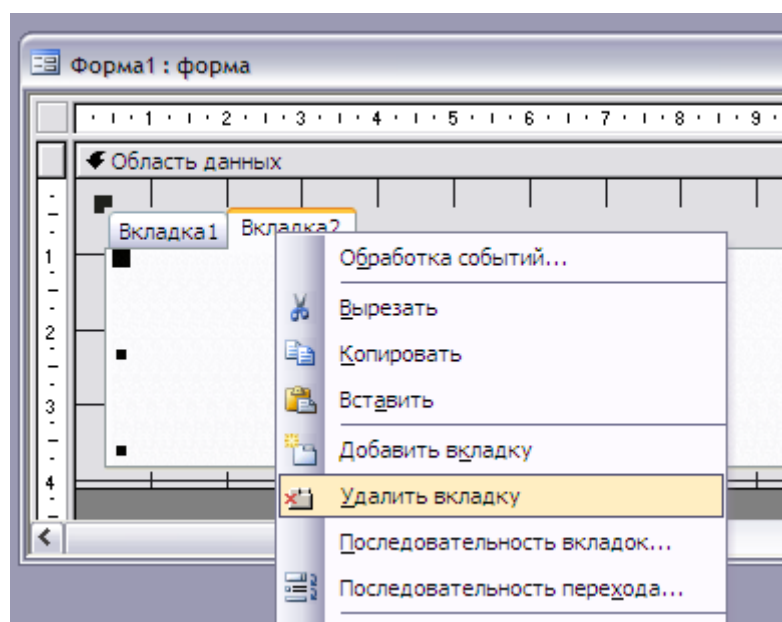 Форма1 : форма
1 2 3 4 5 6 7 8 9
Область данных
Вкладка1 Вкладка2
Обработка событий...
1
Вырезать
2
Копировать
3
Вставить
Добавить вкладку
4
Удалить вкладку
Последовательность вкладок...
Последовательность перехода...